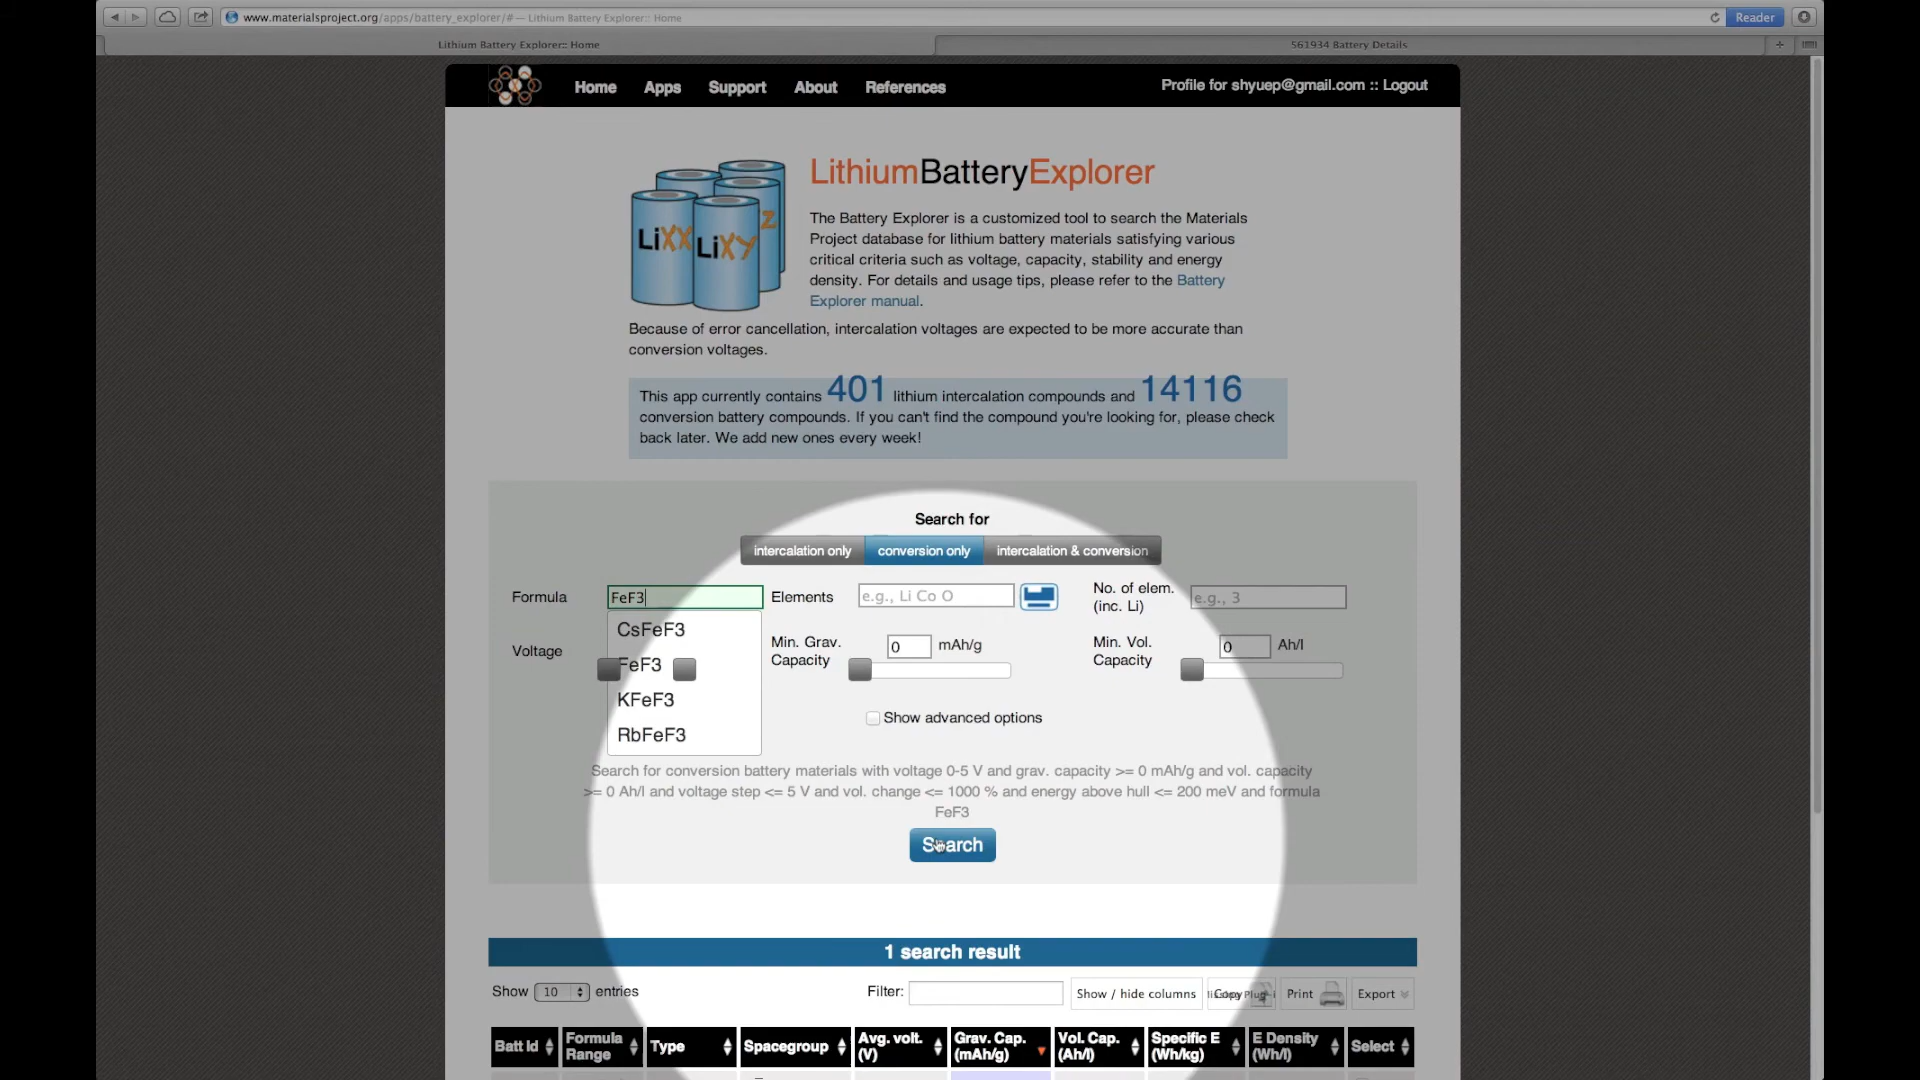 www.materialsproject.org/apps/battery_explorer/# — Lithium Battery Explorer:: Home
Reader
Lithium Battery Explorer:: Home
561934 Battery Details
Home Apps Support About References
Profile for shyuep@gmail.com :: Logout
LiXX LiXY Z
LithiumBatteryExplorer
The Battery Explorer is a customized tool to search the Materials
Project database for lithium battery materials satisfying various
critical criteria such as voltage, capacity, stability and energy
density. For details and usage tips, please refer to the Battery
Explorer manual.
Because of error cancellation, intercalation voltages are expected to be more accurate than
conversion voltages.
This app currently contains 401 lithium intercalation compounds and 14116
conversion battery compounds. If you can't find the compound you're looking for, please check
back later. We add new ones every week!
Search for
intercalation only conversion only intercalation & conversion
Formula FeF3 Elements e.g., Li Co O No. of elem.
(inc. Li) e.g., 3
CsFeF3
Voltage Min. Grav.
Capacity 0 mAh/g Min. Vol.
Capacity 0 Ah/l
FeF3
KFeF3
RbFeF3
Show advanced options
Search for conversion battery materials with voltage 0-5 V and grav. capacity >= 0 mAh/g and vol. capacity
>= 0 Ah/l and voltage step <= 5 V and vol. change <= 1000 % and energy above hull <= 200 meV and formula
FeF3
Search
1 search result
Show 10 entries Filter: Show / hide columns Copy Print Export
Batt Id Formula
Range Type Spacegroup Avg. volt.
(V) Grav. Cap.
(mAh/g) Vol. Cap.
(Ah/l) Specific E
(Wh/kg) E Density
(Wh/l) Select